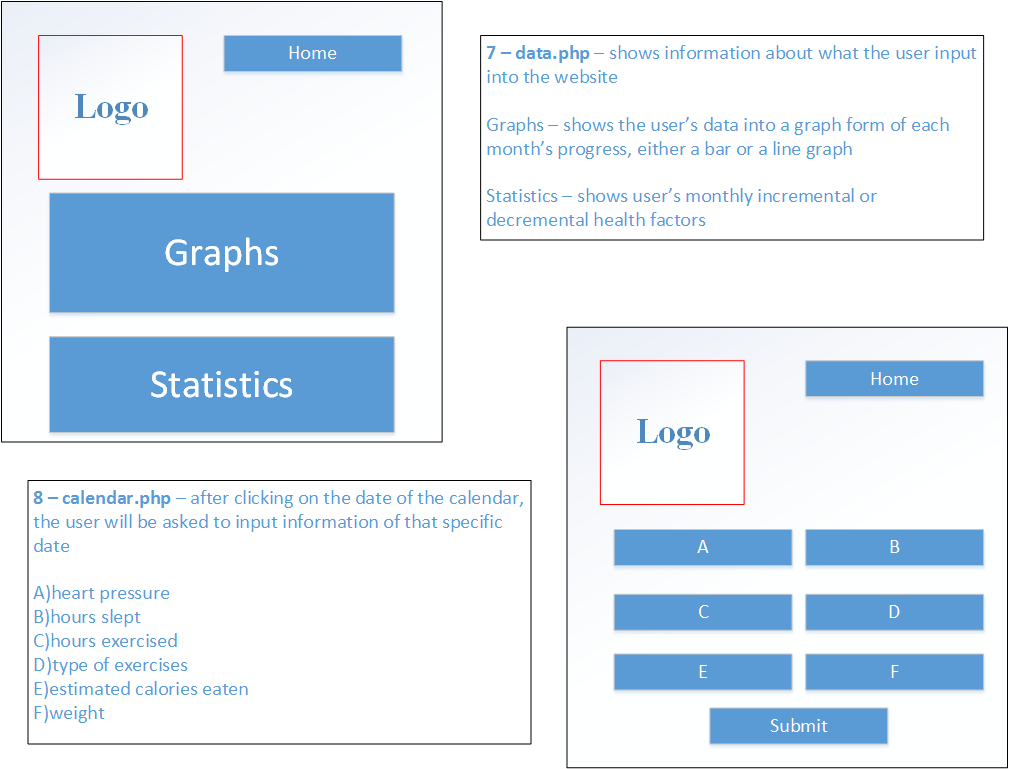 Logo
Home
Graphs
Statistics
7 – data.php – shows information about what the user input
into the website
Graphs – shows the user’s data into a graph form of each
month’s progress, either a bar or a line graph
Statistics – shows user’s monthly incremental or
decremental health factors
8 – calendar.php – after clicking on the date of the calendar,
the user will be asked to input information of that specific
date
A)heart pressure
B)hours slept
C)hours exercised
D)type of exercises
E)estimated calories eaten
F)weight
Logo
Home
A
B
C
D
E
F
Submit